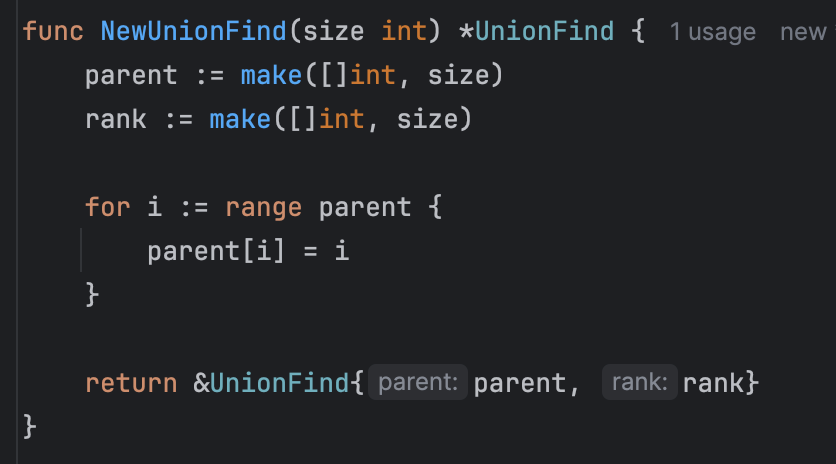 func NewUnionFind(size int) *UnionFind { 1 usage new
parent := make([]int, size)
rank := make([]int, size)
for i := range parent {
parent[i] = i
}
return &UnionFind{ parent: parent, rank: rank}
}